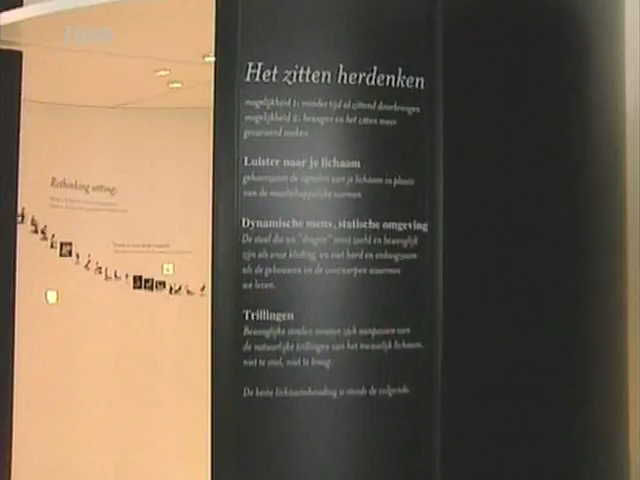 Het zitten herdenken
mogelijkheid 1: minder tijd al zittend doorbrengen
mogelijkheid 2: bewegen en het zitten meer
gevarieerd maken
Luister naar je lichaam
gehoorzaam de signalen van je lichaam in plaats
van de maatschappelijke normen
Dynamische mens, statische omgeving
De stoel die we "dragen" moet zacht en beweeglijk
zijn als onze kleding, en niet hard en onbuigzaam
als de gebouwen en de voorwerpen waarmee
we leven.
Trillingen
Beweeglijke stoelen moeten zich aanpassen aan
de natuurlijke trillingen van het menselijk lichaam,
niet te snel, niet te traag.
De beste lichaamshouding is steeds de volgende.
Rethinking sitting